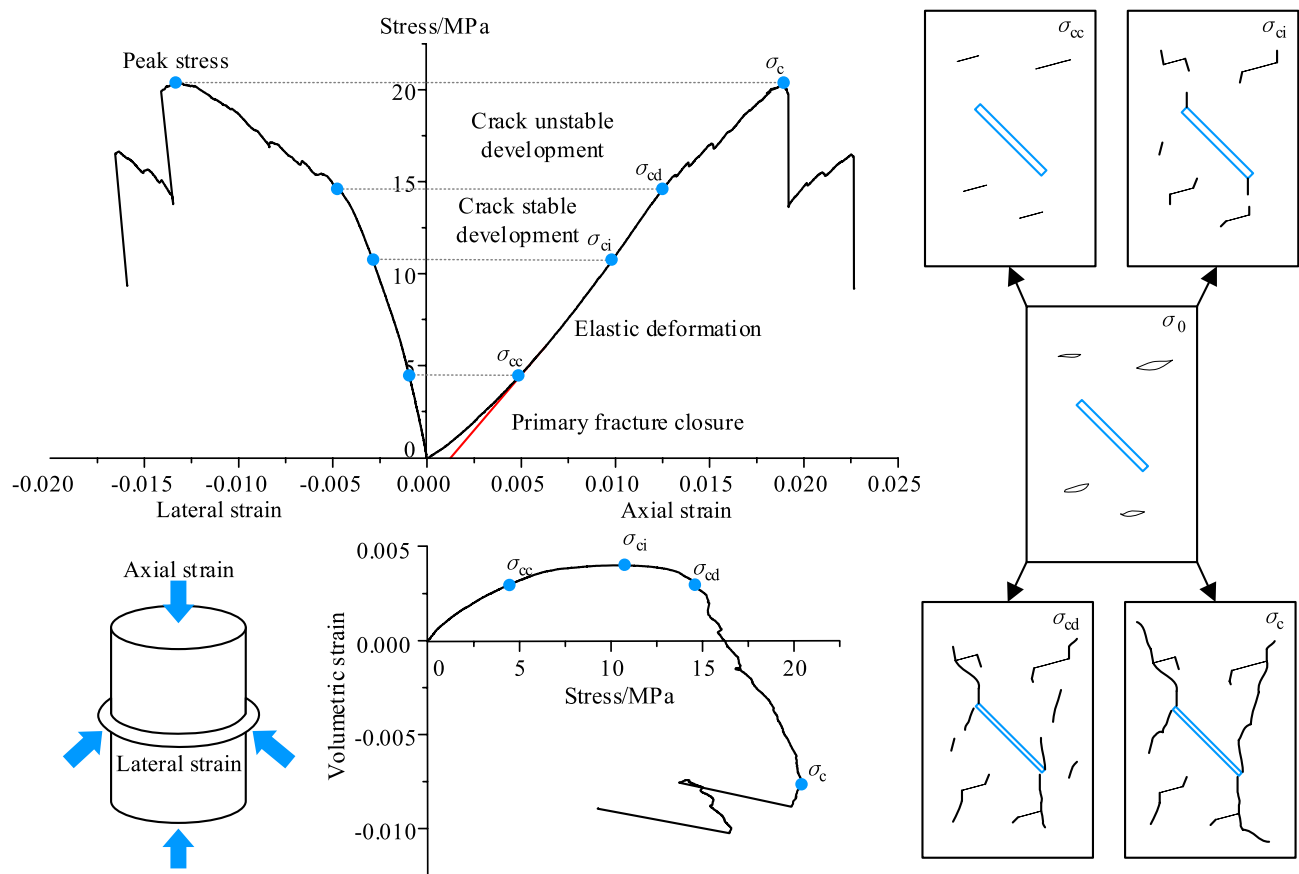 Stress/MPa
Peak stress
σc
20
Crack unstable
development
σcd
15
Crack stable
development
σci
10
Elastic deformation
σcc
5
Primary fracture closure
0
-0.020 -0.015 -0.010 -0.005 0.000 0.005 0.010 0.015 0.020 0.025
Lateral strain Axial strain
Axial strain
Lateral strain
0.005
σcc
σci
σcd
0.000
0 5 10 15 20
Stress/MPa
Volumetric strain
-0.005
σc
-0.010
σcc
σci
σ0
σcd
σc